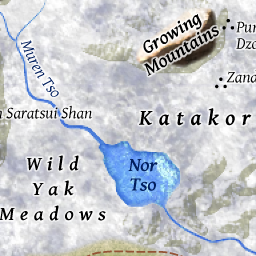 Growing
Mountains
Muren Tso
Saratsui Shan
Katakor
Wild
Yak
Meadows
Nor
Tso